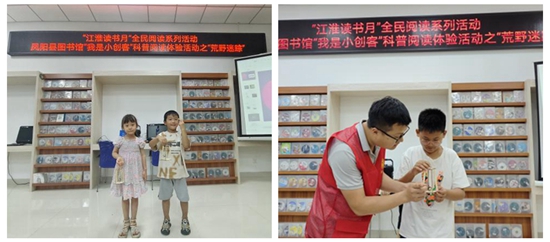 “江淮读书月”全民阅读系列活动
凤阳县图书馆“我是小创客”科普阅读体验活动之“荒野迷踪”
“江淮读书月”全民阅读系列活动
图书馆“我是小创客”科普阅读体验活动之“荒野迷